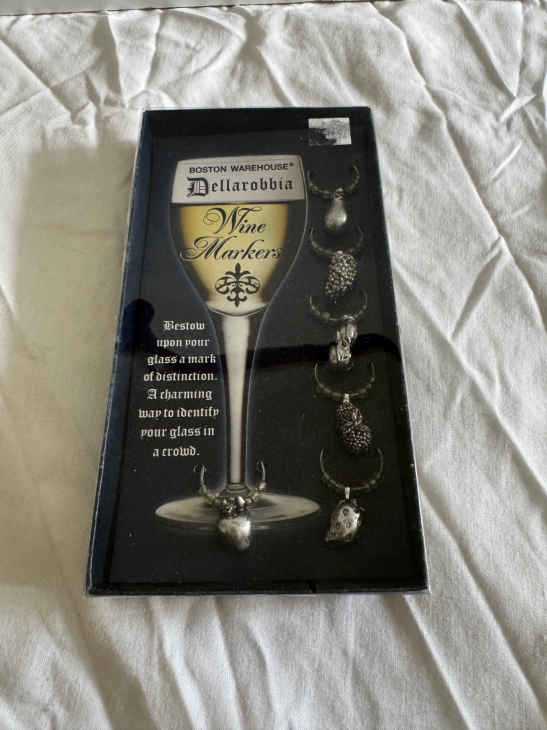 BOSTON WAREHOUSE®
Dellarobbia
Wine
Markers
Bestow
upon your
glass a mark
of distinction.
A charming
way to identify
your glass in
a crowd.